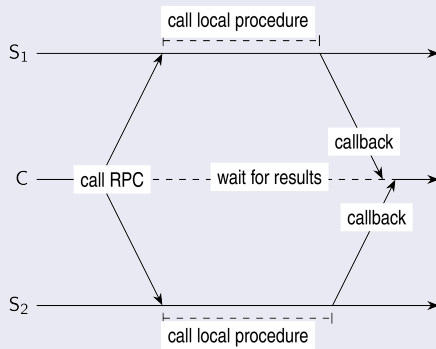 call local procedure
S1
callback
C
call RPC
wait for results
callback
S2
call local procedure